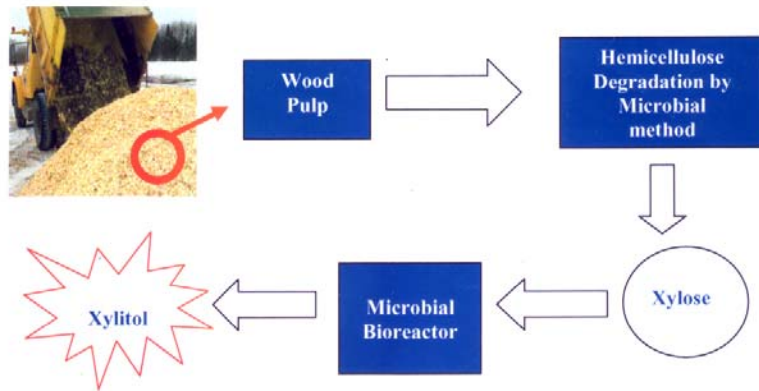 Wood
Pulp
Hemicellulose
Degradation by
Microbial
method
Xylose
Microbial
Bioreactor
Xylitol